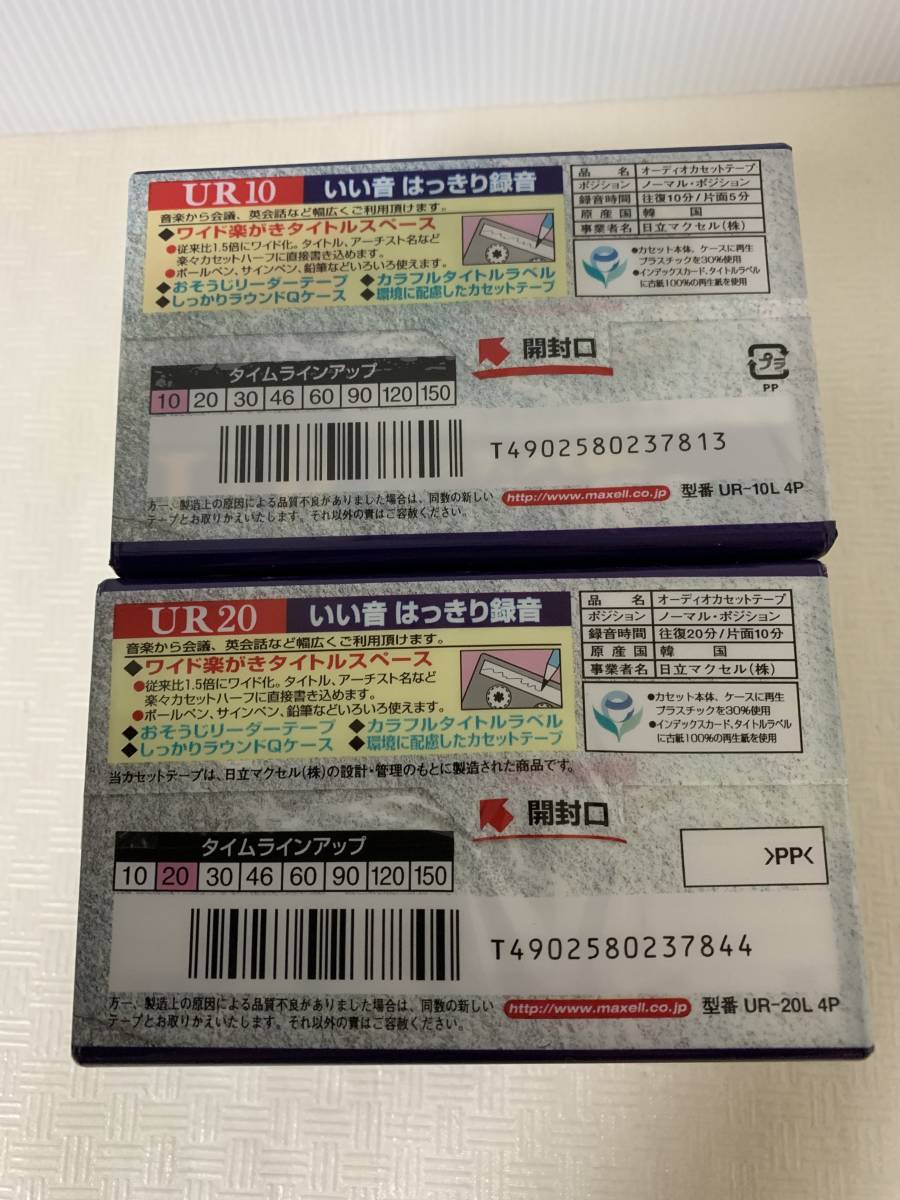 UR10 いい音 はっきり録音
音楽から会議、英会話など幅広くご利用頂けます。
◆ワイド楽がきタイトルスペース
●従来比1.5倍にワイド化。タイトル、アーチスト名など
楽々カセットハーフに直接書き込めます。
●ボールペン、サインペン、鉛筆などいろいろ使えます。
◆おそうじリーダーテープ ◆カラフルタイトルラベル
◆しっかりラウンドQケース ◆環境に配慮したカセットテープ
品名 オーディオカセットテープ
ポジション ノーマル・ポジション
録音時間 往復10分/片面5分
原産国 韓国
事業者名 日立マクセル(株)
●カセット本体、ケースに再生
プラスチックを30%使用
●インデックスカード、タイトルラベル
に古紙100%の再生紙を使用
開封口
プラ
PP
タイムラインアップ
10 20 30 46 60 90 120 150
T4902580237813
万一、製造上の原因による品質不良がありました場合は、同数の新しい
テープとお取りかえいたします。それ以外の責はご容赦ください。
http://www.maxell.co.jp 型番 UR-10L 4P
UR20 いい音 はっきり録音
音楽から会議、英会話など幅広くご利用頂けます。
◆ワイド楽がきタイトルスペース
●従来比1.5倍にワイド化。タイトル、アーチスト名など
楽々カセットハーフに直接書き込めます。
●ボールペン、サインペン、鉛筆などいろいろ使えます。
◆おそうじリーダーテープ ◆カラフルタイトルラベル
◆しっかりラウンドQケース ◆環境に配慮したカセットテープ
当カセットテープは、日立マクセル(株)の設計・管理のもとに製造された商品です。
品名 オーディオカセットテープ
ポジション ノーマル・ポジション
録音時間 往復20分/片面10分
原産国 韓国
事業者名 日立マクセル(株)
●カセット本体、ケースに再生
プラスチックを30%使用
●インデックスカード、タイトルラベル
に古紙100%の再生紙を使用
開封口
>PP<
タイムラインアップ
10 20 30 46 60 90 120 150
T4902580237844
万一、製造上の原因による品質不良がありました場合は、同数の新しい
テープとお取りかえいたします。それ以外の責はご容赦ください。
http://www.maxell.co.jp 型番 UR-20L 4P